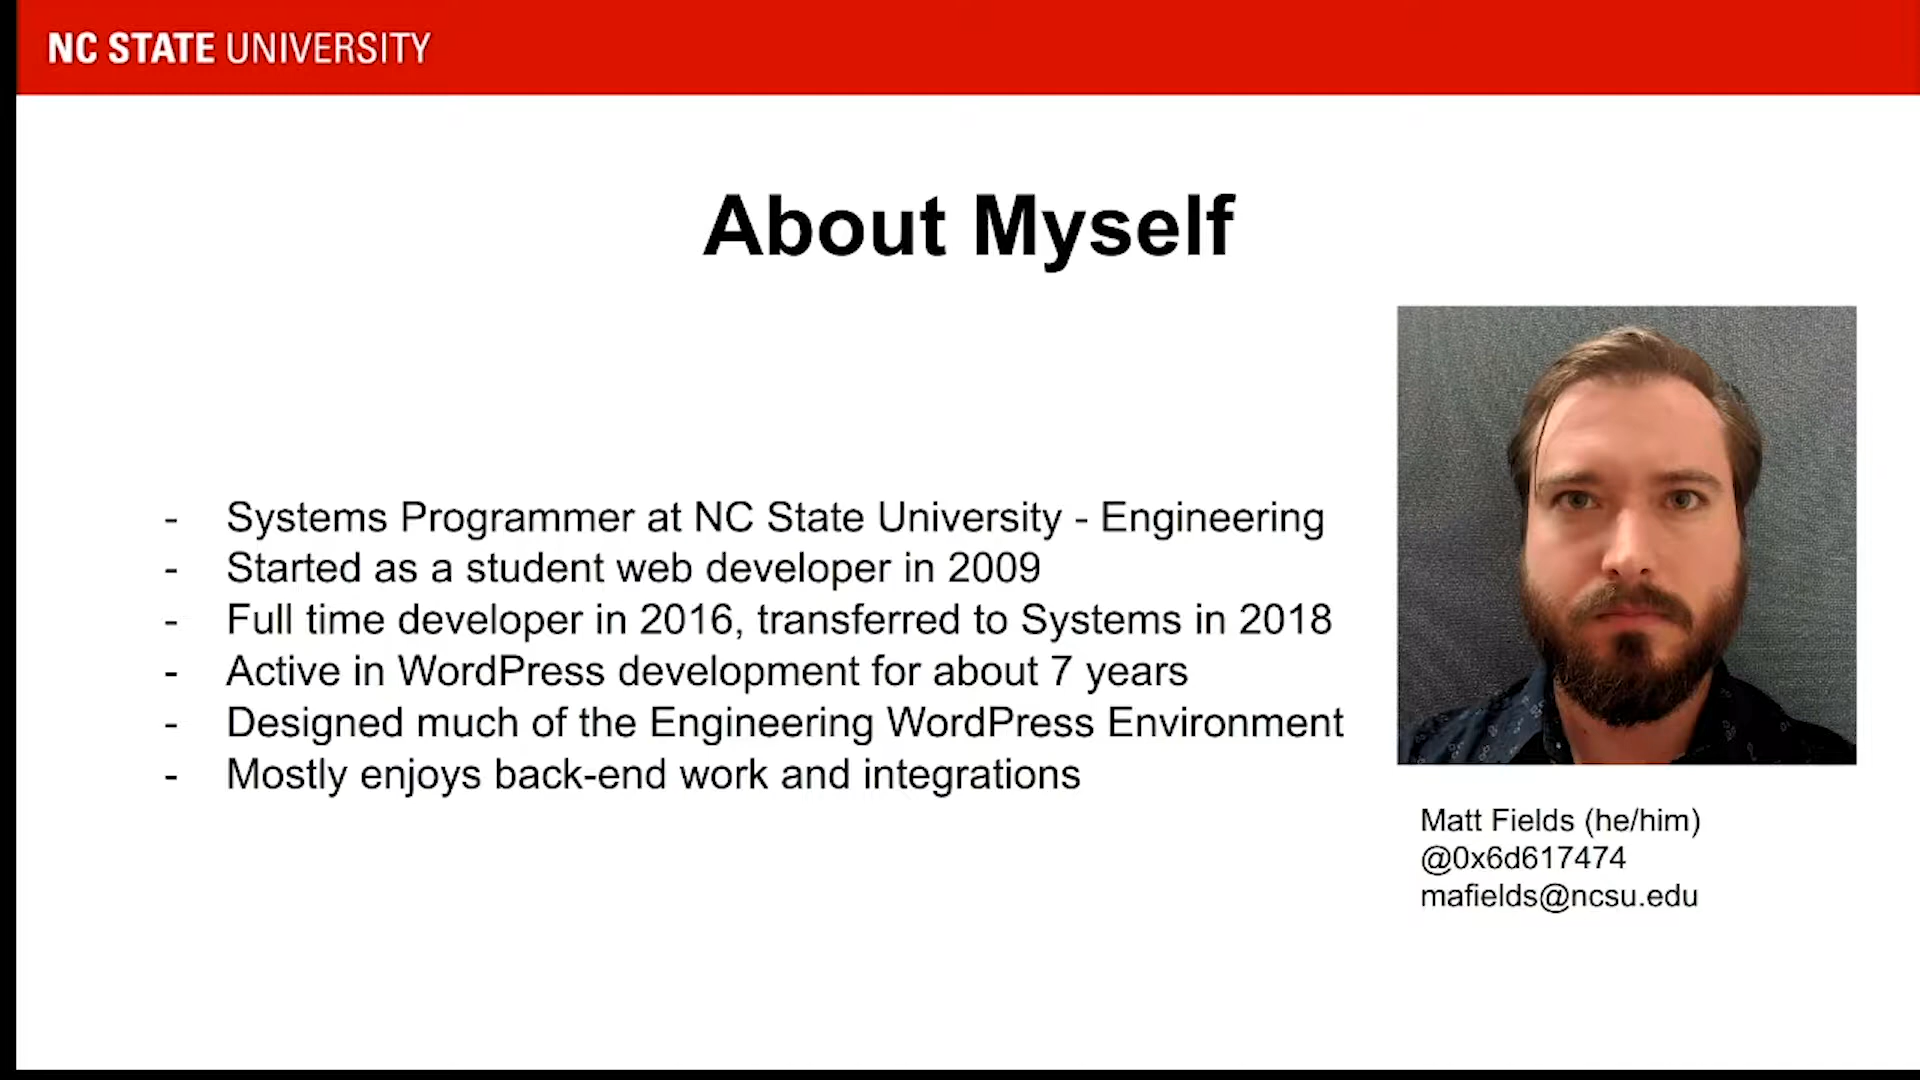 NC STATE UNIVERSITY
About Myself
- Systems Programmer at NC State University - Engineering
- Started as a student web developer in 2009
- Full time developer in 2016, transferred to Systems in 2018
- Active in WordPress development for about 7 years
- Designed much of the Engineering WordPress Environment
- Mostly enjoys back-end work and integrations
Matt Fields (he/him)
@0x6d617474
mafields@ncsu.edu